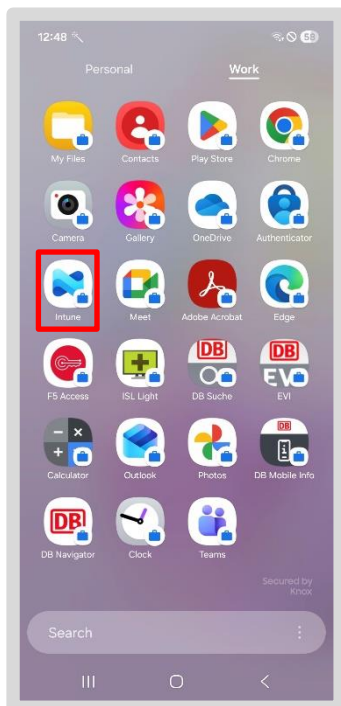 12:48
58
Personal Work
My Files Contacts Play Store Chrome
Camera Gallery OneDrive Authenticator
Intune Meet Adobe Acrobat Edge
DB DB
EVI
F5 Access ISL Light DB Suche EVI
DB
Calculator Outlook Photos DB Mobile Info
DB
DB Navigator Clock Teams
Secured by
Knox
Search